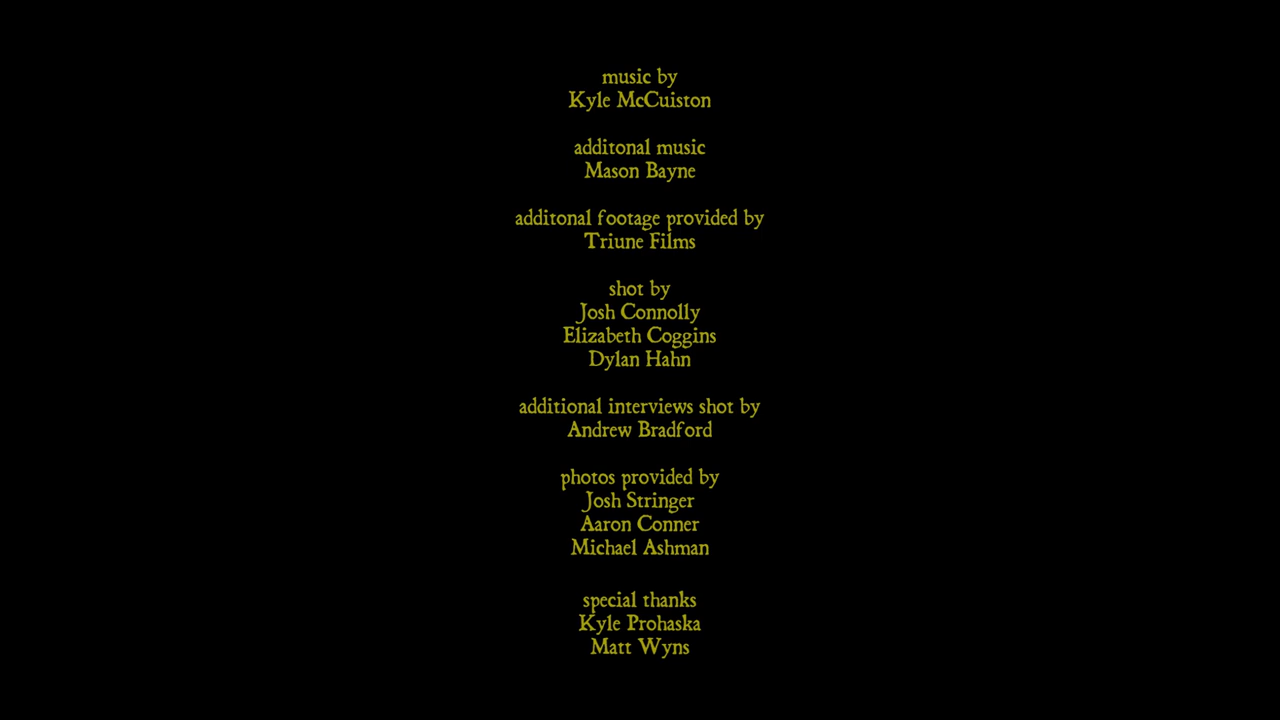 music by
Kyle McCuiston
additonal music
Mason Bayne
additonal footage provided by
Triune Films
shot by
Josh Connolly
Elizabeth Coggins
Dylan Hahn
additional interviews shot by
Andrew Bradford
photos provided by
Josh Stringer
Aaron Conner
Michael Ashman
special thanks
Kyle Prohaska
Matt Wyns